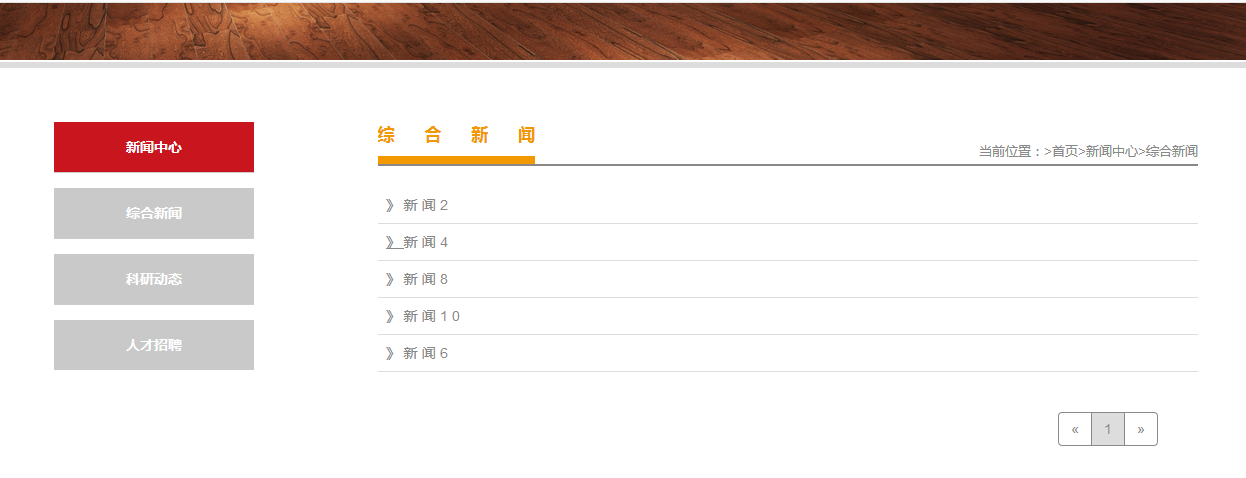 新闻中心
综合新闻
科研动态
人才招聘
综 合 新 闻
当前位置：>首页>新闻中心>综合新闻
》 新 闻 2
》 新 闻 4
》 新 闻 8
》 新 闻 1 0
》 新 闻 6
« 1 »